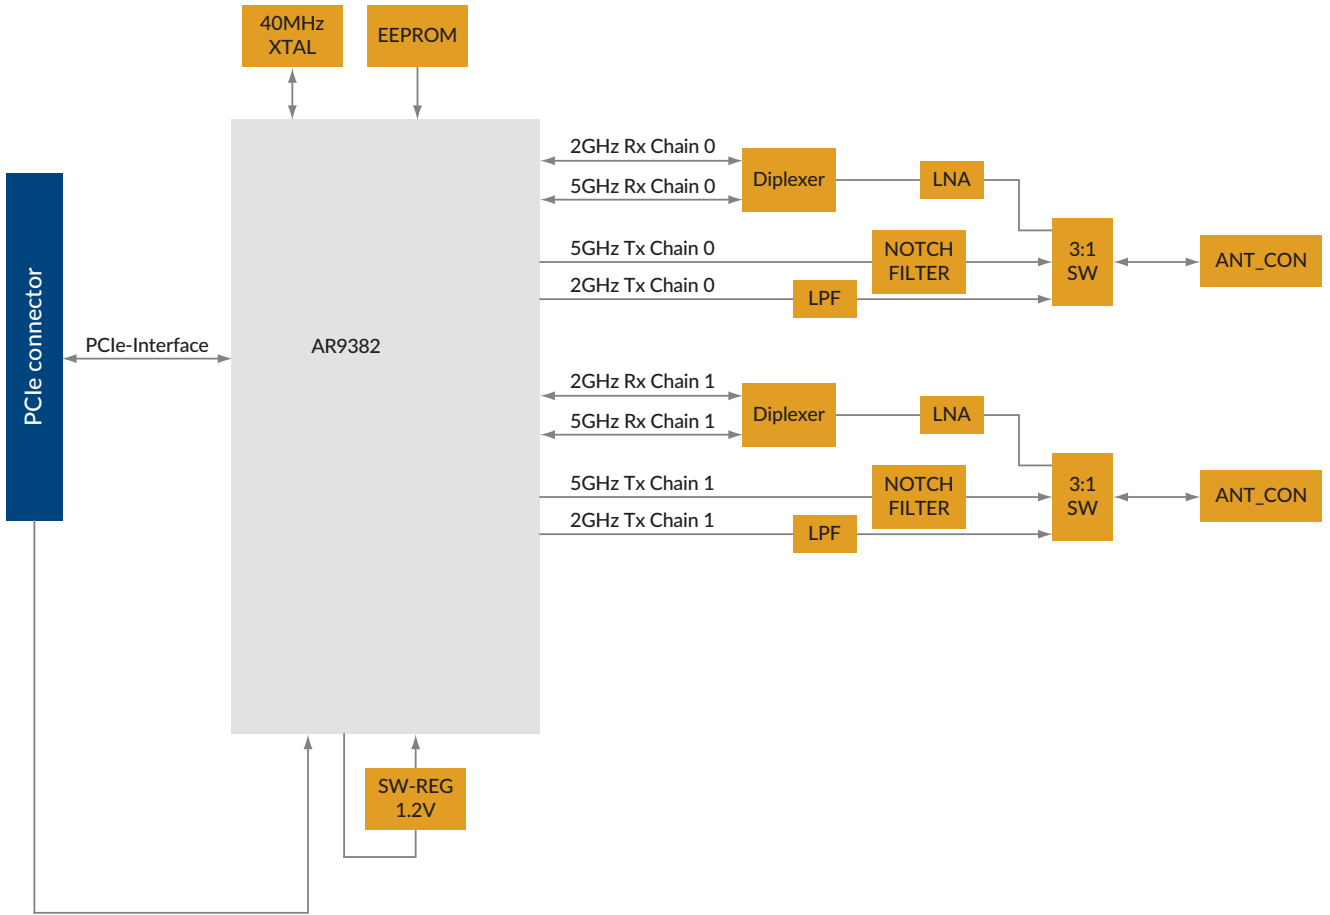 40MHz
XTAL
EEPROM
2GHz Rx Chain 0
5GHz Rx Chain 0
Diplexer
LNA
5GHz Tx Chain 0
NOTCH
FILTER
2GHz Tx Chain 0
LPF
3:1
SW
ANT_CON
PCIe connector
PCIe-Interface
AR9382
2GHz Rx Chain 1
5GHz Rx Chain 1
Diplexer
LNA
5GHz Tx Chain 1
NOTCH
FILTER
2GHz Tx Chain 1
LPF
3:1
SW
ANT_CON
SW-REG
1.2V